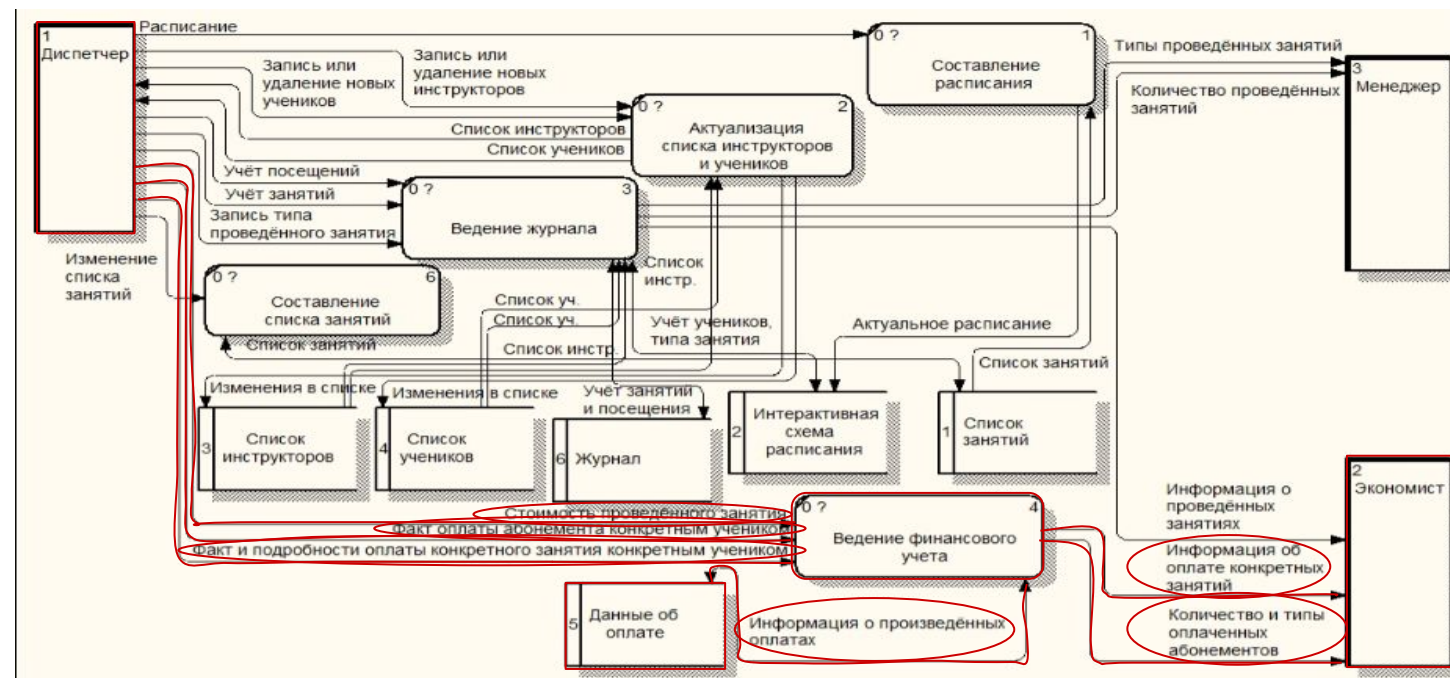 Расписание
1
Диспетчер
Запись или
удаление новых
учеников
Запись или
удаление новых
инструкторов
0 ?
1
Составление
расписания
Типы проведённых занятий
3
Менеджер
Количество проведённых
занятий
0 ?
2
Актуализация
списка инструкторов
и учеников
Список инструкторов
Список учеников
Учёт посещений
Учёт занятий
Запись типа
проведённого занятия
0 ?
3
Ведение журнала
Изменение
списка
занятий
0 ?
6
Составление
списка занятий
Список
инстр.
Список уч.
Список уч.
Учёт учеников,
типа занятия
Актуальное расписание
Список занятий
Список инстр.
Список занятий
Изменения в списке
Изменения в списке
Учёт занятий
и посещения
3
Список
инструкторов
4
Список
учеников
6
Журнал
2
Интерактивная
схема
расписания
1
Список
занятий
2
Экономист
Информация о
проведённых
занятиях
Стоимость проведённого занятия
Факт оплаты абонемента конкретным учеником
Факт и подробности оплаты конкретного занятия конкретным учеником
0 ?
4
Ведение финансового
учета
Информация об
оплате конкретных
занятий
Количество и типы
оплаченных
абонементов
5
Данные об
оплате
Информация о произведённых
оплатах